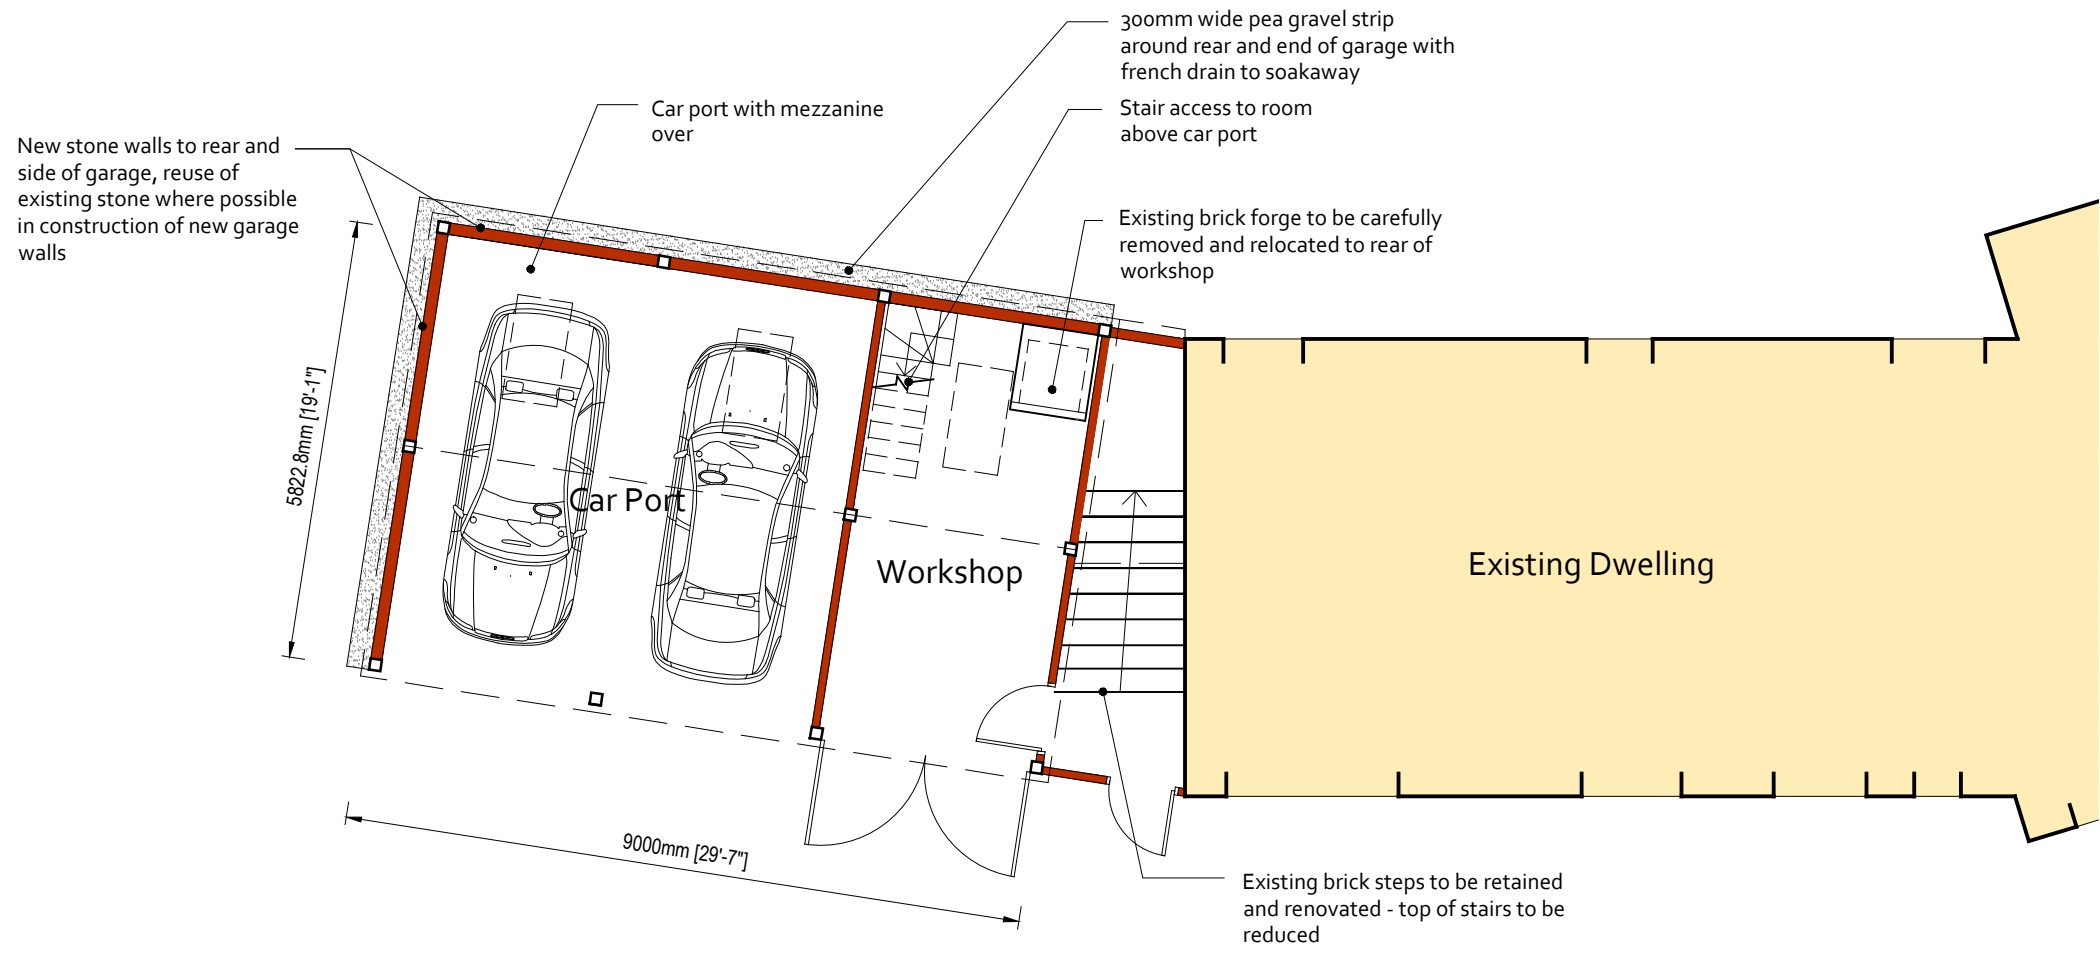 300mm wide pea gravel strip
around rear and end of garage with
french drain to soakaway
Car port with mezzanine
over
Stair access to room
above car port
New stone walls to rear and
side of garage, reuse of
existing stone where possible
in construction of new garage
walls
Existing brick forge to be carefully
removed and relocated to rear of
workshop
5822.8mm [19'-1"]
Car Port
Workshop
Existing Dwelling
9000mm [29'-7"]
Existing brick steps to be retained
and renovated - top of stairs to be
reduced